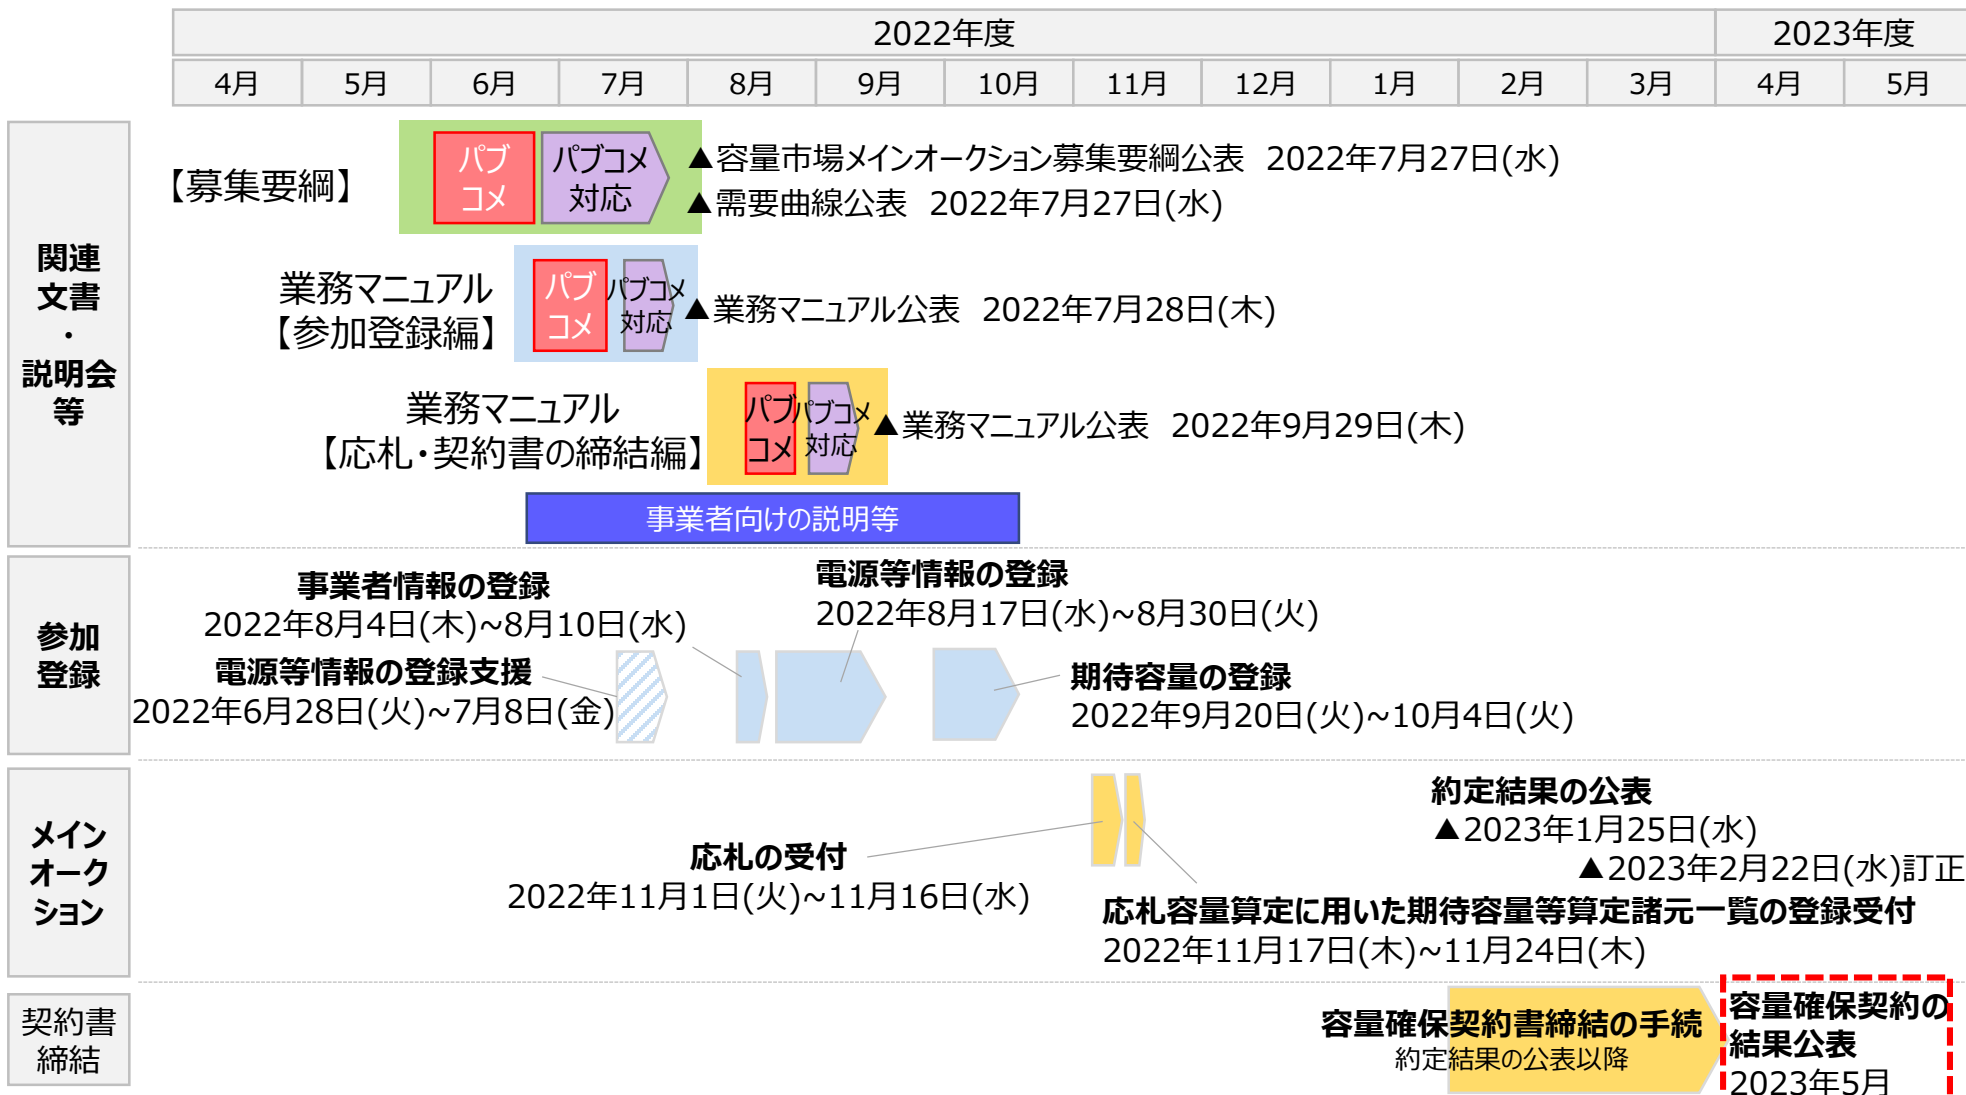 2022年度
2023年度
4月
5月
6月
7月
8月
9月
10月
11月
12月
1月
2月
3月
4月
5月
関連
文書
・
説明会
等
【募集要綱】
パブ
コメ
パブコメ
対応
▲容量市場メインオークション募集要綱公表 2022年7月27日(水)
▲需要曲線公表 2022年7月27日(水)
業務マニュアル
【参加登録編】
パブ
コメ
パブコメ
対応
▲業務マニュアル公表 2022年7月28日(木)
業務マニュアル
【応札・契約書の締結編】
パブ
コメ
パブコメ
対応
▲業務マニュアル公表 2022年9月29日(木)
事業者向けの説明等
参加
登録
事業者情報の登録
2022年8月4日(木)~8月10日(水)
電源等情報の登録
2022年8月17日(水)~8月30日(火)
電源等情報の登録支援
2022年6月28日(火)~7月8日(金)
期待容量の登録
2022年9月20日(火)~10月4日(火)
メイン
オーク
ション
応札の受付
2022年11月1日(火)~11月16日(水)
約定結果の公表
▲2023年1月25日(水)
▲2023年2月22日(水)訂正
応札容量算定に用いた期待容量等算定諸元一覧の登録受付
2022年11月17日(木)~11月24日(木)
契約書
締結
容量確保契約書締結の手続
約定結果の公表以降
容量確保契約の
結果公表
2023年5月